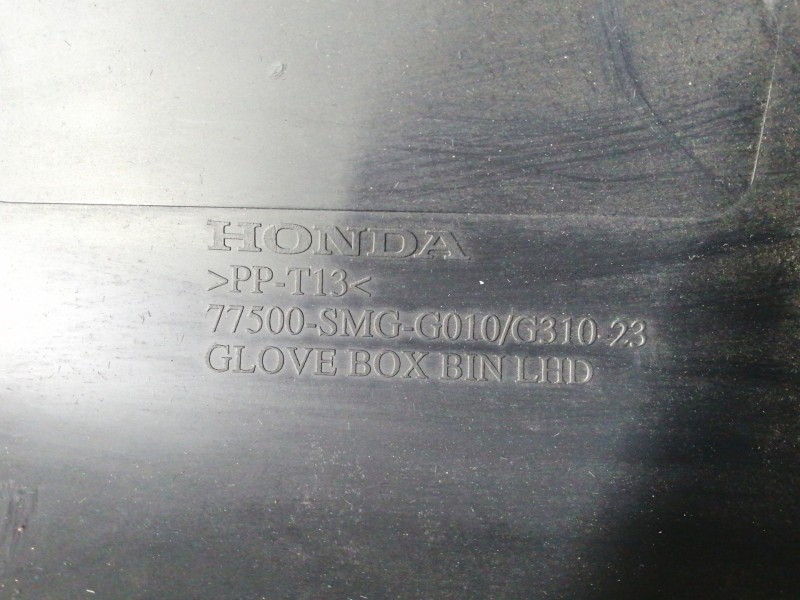 HONDA
>PP-T13<
77500-SMG-G010/G310-23
GLOVE BOX BIN LHD